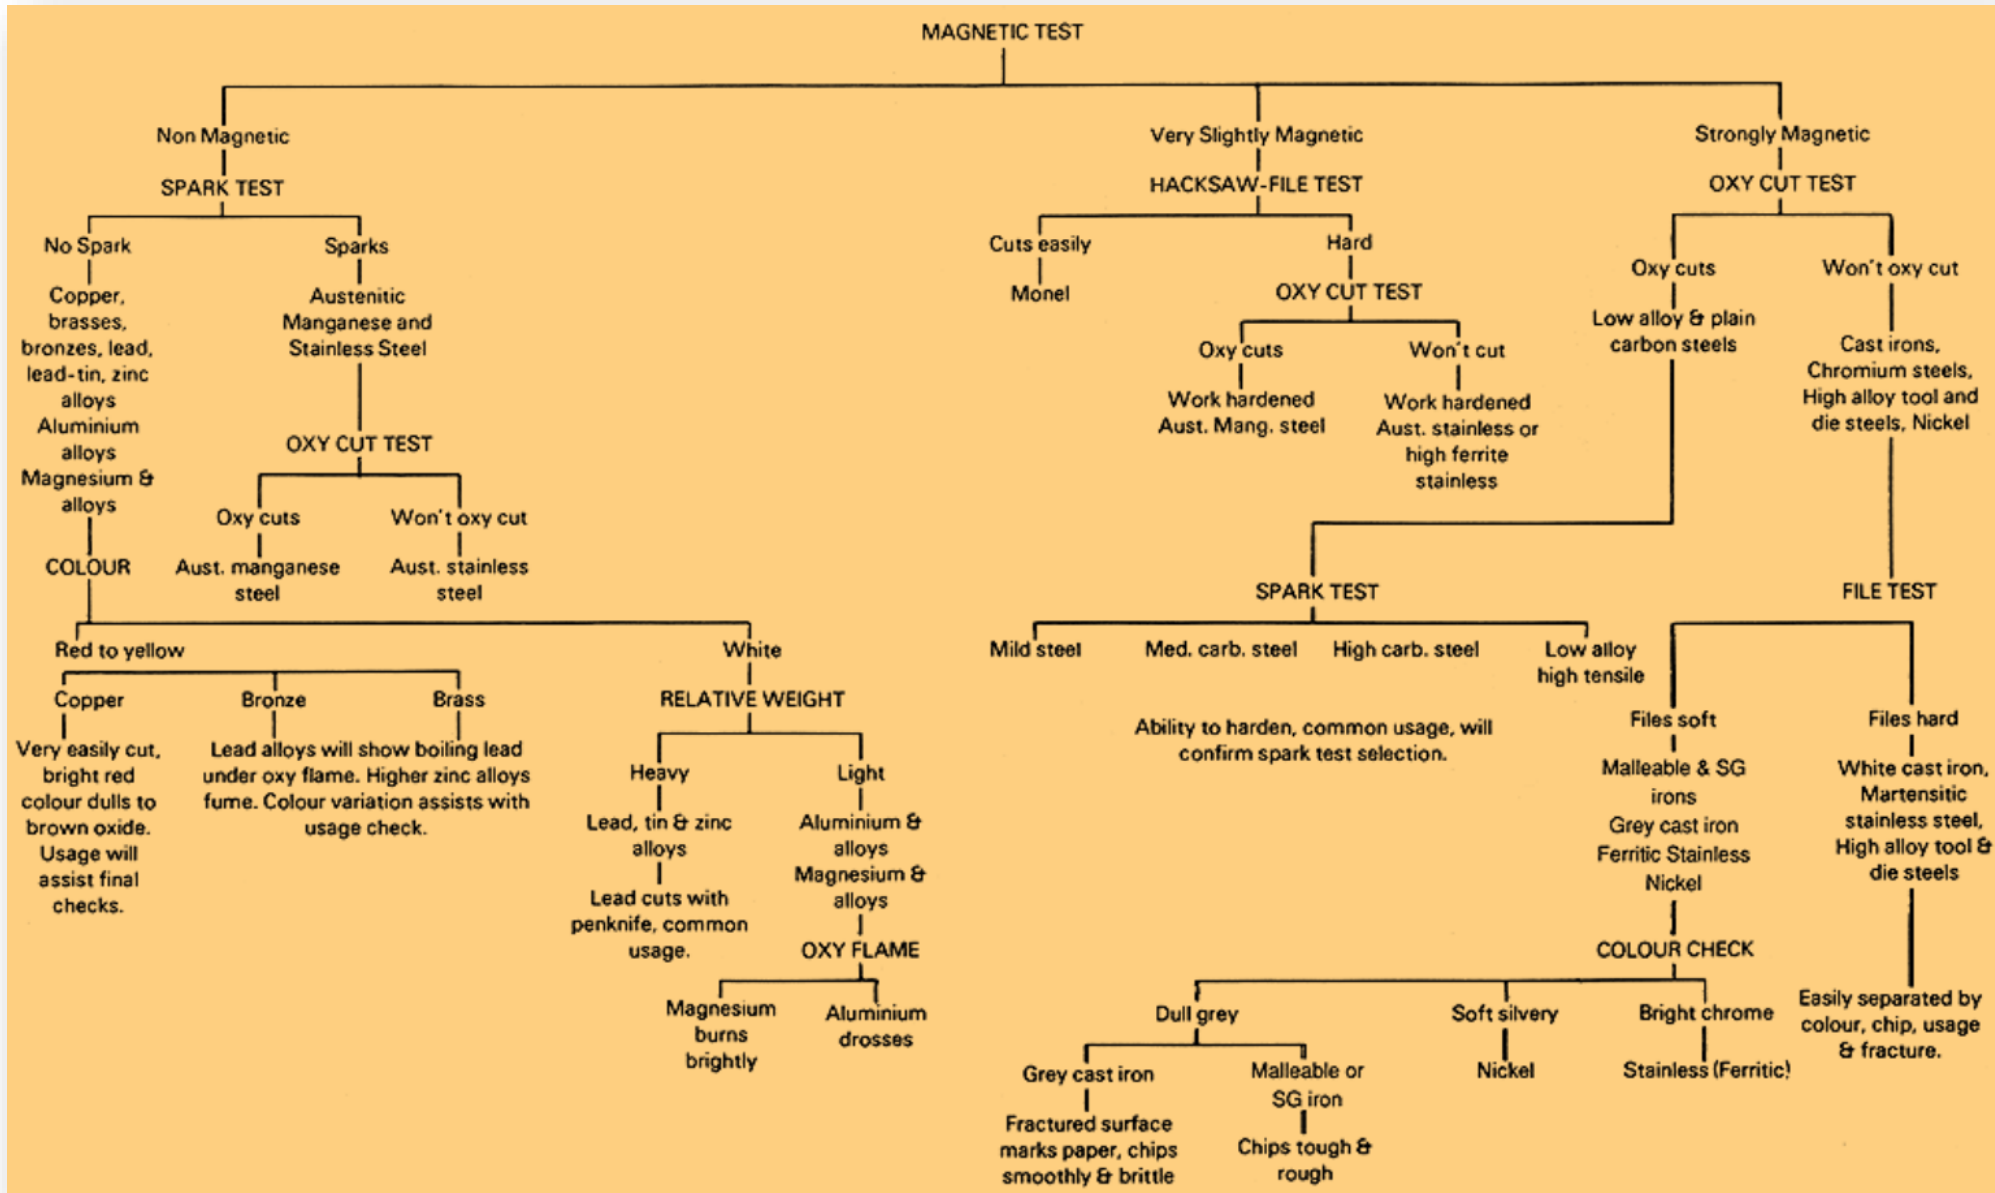 MAGNETIC TEST
Non Magnetic
Very Slightly Magnetic
Strongly Magnetic
SPARK TEST
HACKSAW-FILE TEST
OXY CUT TEST
No Spark
Sparks
Cuts easily
Hard
Oxy cuts
Won't oxy cut
Copper,
brasses,
bronzes, lead,
lead-tin, zinc
alloys
Aluminium
alloys
Magnesium &
alloys
Austenitic
Manganese and
Stainless Steel
Monel
OXY CUT TEST
Low alloy & plain
carbon steels
Cast irons,
Chromium steels,
High alloy tool and
die steels, Nickel
Oxy cuts
Won't cut
Work hardened
Aust. Mang. steel
Work hardened
Aust. stainless or
high ferrite
stainless
OXY CUT TEST
Oxy cuts
Won't oxy cut
Aust. manganese
steel
Aust. stainless
steel
COLOUR
SPARK TEST
FILE TEST
Red to yellow
White
Mild steel
Med. carb. steel
High carb. steel
Low alloy
high tensile
Copper
Bronze
Brass
RELATIVE WEIGHT
Ability to harden, common usage, will
confirm spark test selection.
Files soft
Files hard
Very easily cut,
bright red
colour dulls to
brown oxide.
Usage will
assist final
checks.
Lead alloys will show boiling lead
under oxy flame. Higher zinc alloys
fume. Colour variation assists with
usage check.
Heavy
Light
Lead, tin & zinc
alloys
Lead cuts with
penknife, common
usage.
Aluminium &
alloys
Magnesium &
alloys
OXY FLAME
Magnesium
burns
brightly
Aluminium
drosses
Malleable & SG
irons
Grey cast iron
Ferritic Stainless
Nickel
White cast iron,
Martensitic
stainless steel,
High alloy tool &
die steels
COLOUR CHECK
Easily separated by
colour, chip, usage
& fracture.
Dull grey
Soft silvery
Bright chrome
Grey cast iron
Malleable or
SG iron
Nickel
Stainless (Ferritic)
Fractured surface
marks paper, chips
smoothly & brittle
Chips tough &
rough